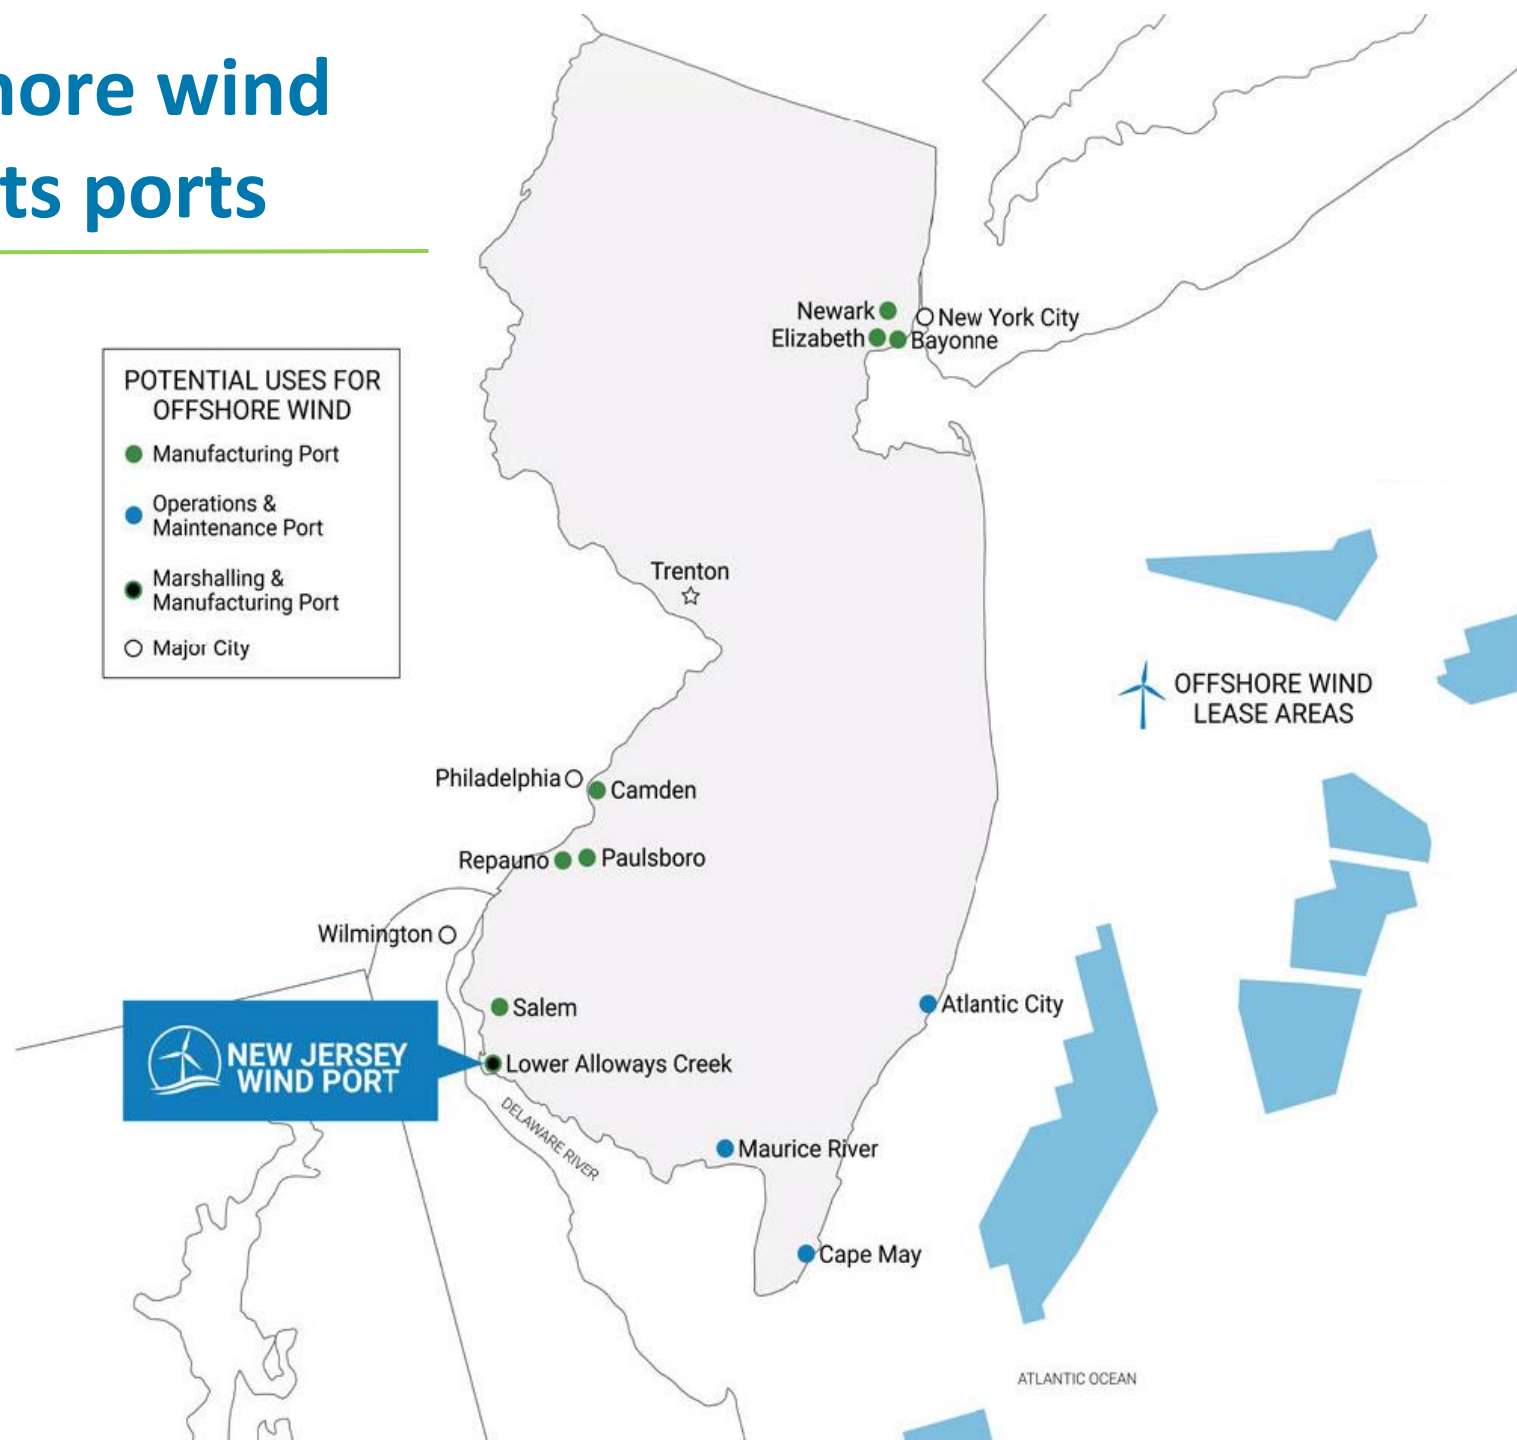 hore wind
ts ports
Newark
New York City
Elizabeth
Bayonne
POTENTIAL USES FOR
OFFSHORE WIND
Manufacturing Port
Operations &
Maintenance Port
Marshalling &
Manufacturing Port
Major City
Trenton
OFFSHORE WIND
LEASE AREAS
Philadelphia
Camden
Repauno
Paulsboro
Wilmington
Salem
Atlantic City
NEW JERSEY
WIND PORT
Lower Alloways Creek
DELAWARE RIVER
Maurice River
Cape May
ATLANTIC OCEAN